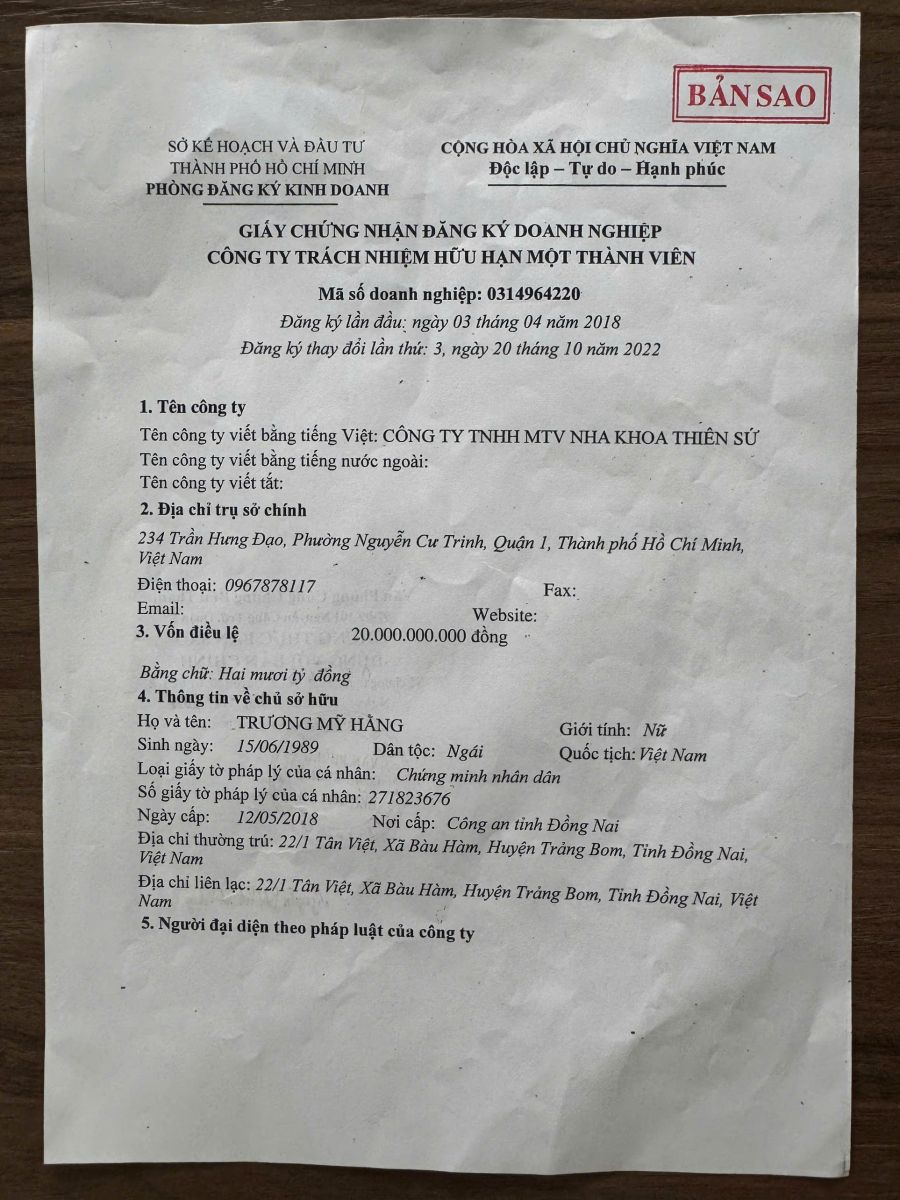 BẢN SAO
SỞ KẾ HOẠCH VÀ ĐẦU TƯ
THÀNH PHỐ HỒ CHÍ MINH
PHÒNG ĐĂNG KÝ KINH DOANH
CỘNG HÒA XÃ HỘI CHỦ NGHĨA VIỆT NAM
Độc lập – Tự do – Hạnh phúc
GIẤY CHỨNG NHẬN ĐĂNG KÝ DOANH NGHIỆP
CÔNG TY TRÁCH NHIỆM HỮU HẠN MỘT THÀNH VIÊN
Mã số doanh nghiệp: 0314964220
Đăng ký lần đầu: ngày 03 tháng 04 năm 2018
Đăng ký thay đổi lần thứ: 3, ngày 20 tháng 10 năm 2022
1. Tên công ty
Tên công ty viết bằng tiếng Việt: CÔNG TY TNHH MTV NHA KHOA THIÊN SỨ
Tên công ty viết bằng tiếng nước ngoài:
Tên công ty viết tắt:
2. Địa chỉ trụ sở chính
234 Trần Hưng Đạo, Phường Nguyễn Cư Trinh, Quận 1, Thành phố Hồ Chí Minh,
Việt Nam
Điện thoại: 0967878117 Fax:
Email: Website:
3. Vốn điều lệ 20.000.000.000 đồng
Bằng chữ: Hai mươi tỷ đồng
4. Thông tin về chủ sở hữu
Họ và tên: TRƯƠNG MỸ HẰNG Giới tính: Nữ
Sinh ngày: 15/06/1989 Dân tộc: Ngái Quốc tịch: Việt Nam
Loại giấy tờ pháp lý của cá nhân: Chứng minh nhân dân
Số giấy tờ pháp lý của cá nhân: 271823676
Ngày cấp: 12/05/2018 Nơi cấp: Công an tỉnh Đồng Nai
Địa chỉ thường trú: 22/1 Tân Việt, Xã Bàu Hàm, Huyện Trảng Bom, Tỉnh Đồng Nai,
Việt Nam
Địa chỉ liên lạc: 22/1 Tân Việt, Xã Bàu Hàm, Huyện Trảng Bom, Tỉnh Đồng Nai, Việt
Nam
5. Người đại diện theo pháp luật của công ty